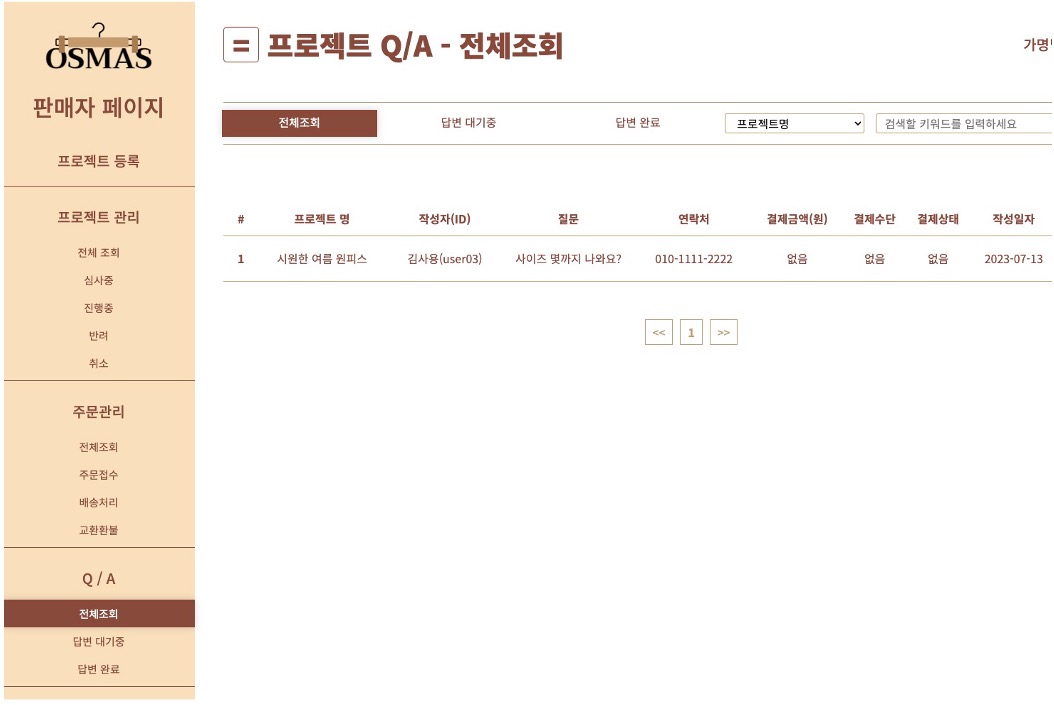 OSMAS
판매자 페이지
프로젝트 등록
프로젝트 관리
전체 조회
심사중
진행중
반려
취소
주문관리
전체조회
주문접수
배송처리
교환환불
Q / A
전체조회
답변 대기중
답변 완료
프로젝트 Q/A - 전체조회
가명
전체조회 답변 대기중 답변 완료 프로젝트명 검색할 키워드를 입력하세요
# 프로젝트 명 작성자(ID) 질문 연락처 결제금액(원) 결제수단 결제상태 작성일자
1 시원한 여름 원피스 김사용(user03) 사이즈 몇까지 나와요? 010-1111-2222 없음 없음 없음 2023-07-13
<< 1 >>